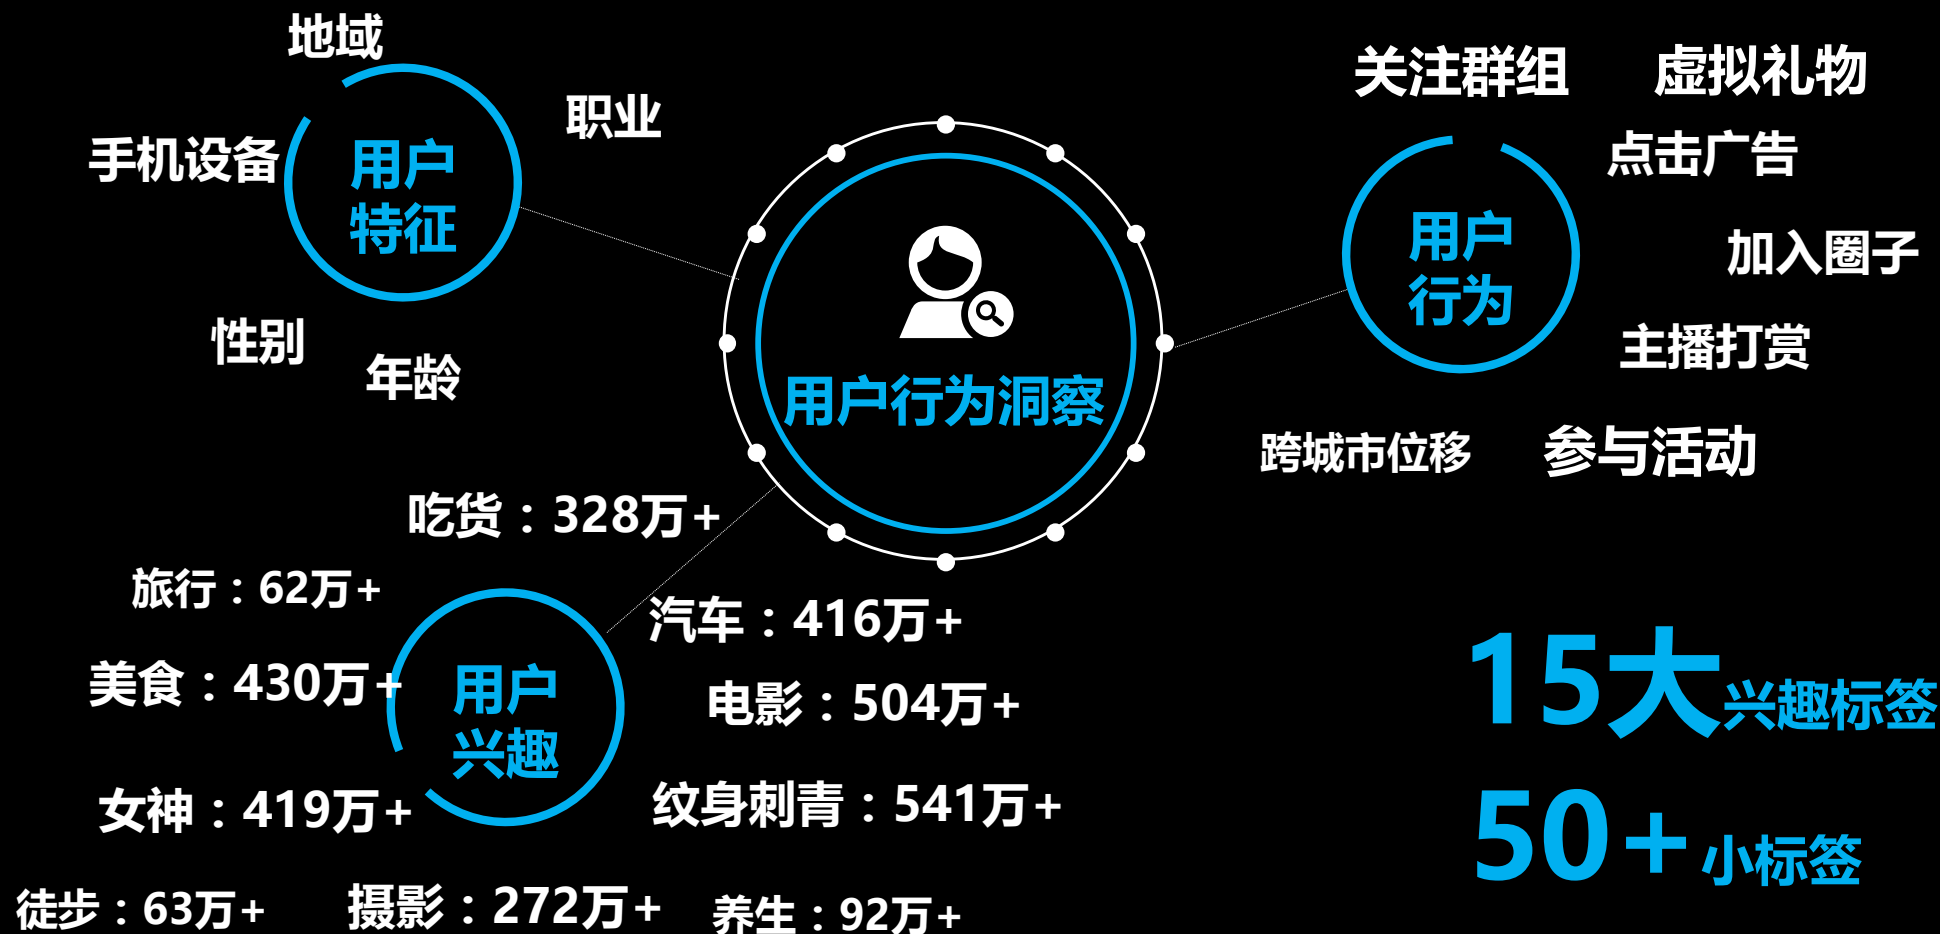 地域
职业
手机设备
用户
特征
性别
年龄
关注群组
虚拟礼物
点击广告
用户
行为
加入圈子
主播打赏
跨城市位移
参与活动
用户行为洞察
吃货：328万+
旅行：62万+
汽车：416万+
美食：430万+
用户
兴趣
电影：504万+
女神：419万+
纹身刺青：541万+
徒步：63万+
摄影：272万+
养生：92万+
15大兴趣标签
50+小标签